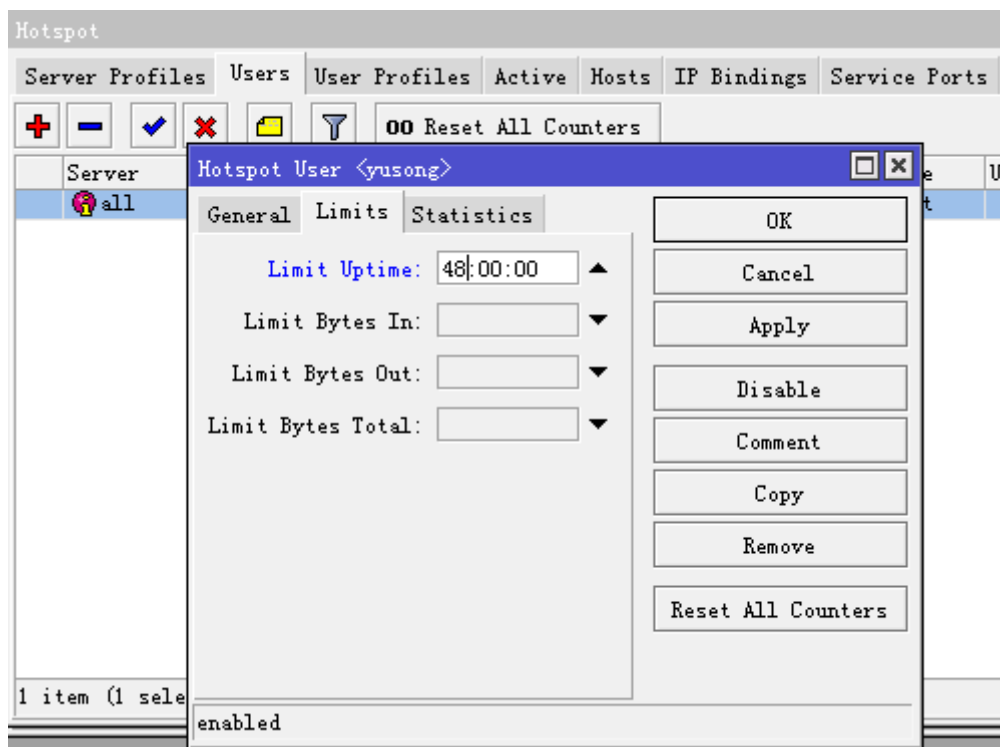 Hotspot
Server Profiles Users User Profiles Active Hosts IP Bindings Service Ports
00 Reset All Counters
Server
all
Hotspot User <yusong>
General Limits Statistics
Limit Uptime: 48:00:00
Limit Bytes In:
Limit Bytes Out:
Limit Bytes Total:
OK
Cancel
Apply
Disable
Comment
Copy
Remove
Reset All Counters
enabled
1 item (1 sele